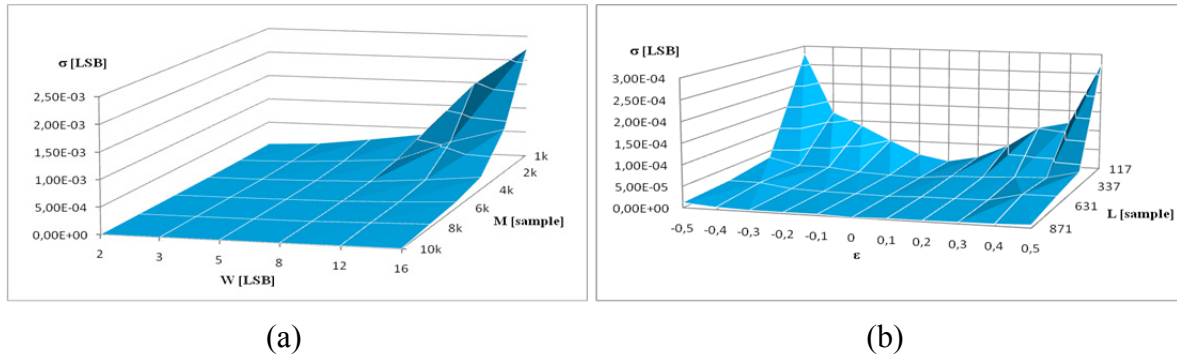 σ [LSB]
2,50E-03
2,00E-03
1,50E-03
1,00E-03
5,00E-04
0,00E+00
2
3
5
8
12
16
W [LSB]
10k
8k
6k
4k
2k
1k
M [sample]
(a)
σ [LSB]
3,00E-04
2,50E-04
2,00E-04
1,50E-04
1,00E-04
5,00E-05
0,00E+00
-0,5
-0,4
-0,2
-0,1
0
0,1
0,2
0,3
0,4
0,5
ε
871
631
337
117
L [sample]
(b)